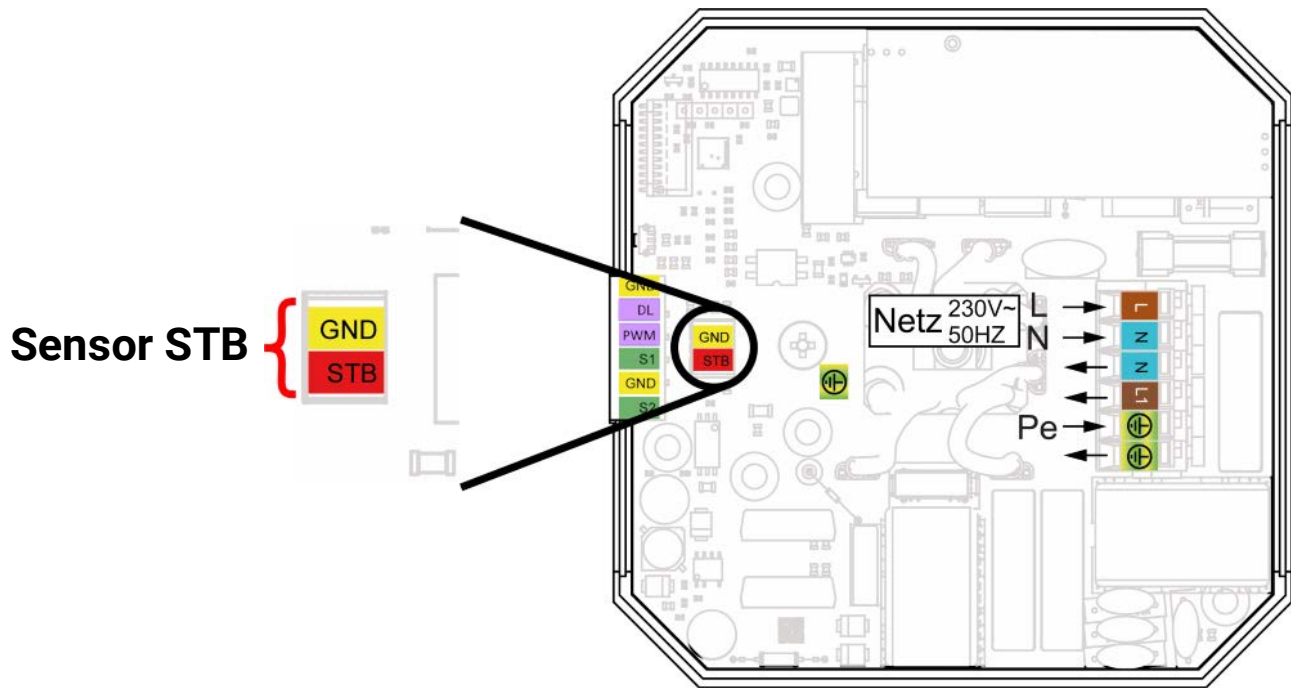 Sensor STB
GND
STB
GND
DL
PWM
S1
GND
S2
GND
STB
Netz 230V~
50HZ
L
N
Pe
L
N
N
L1